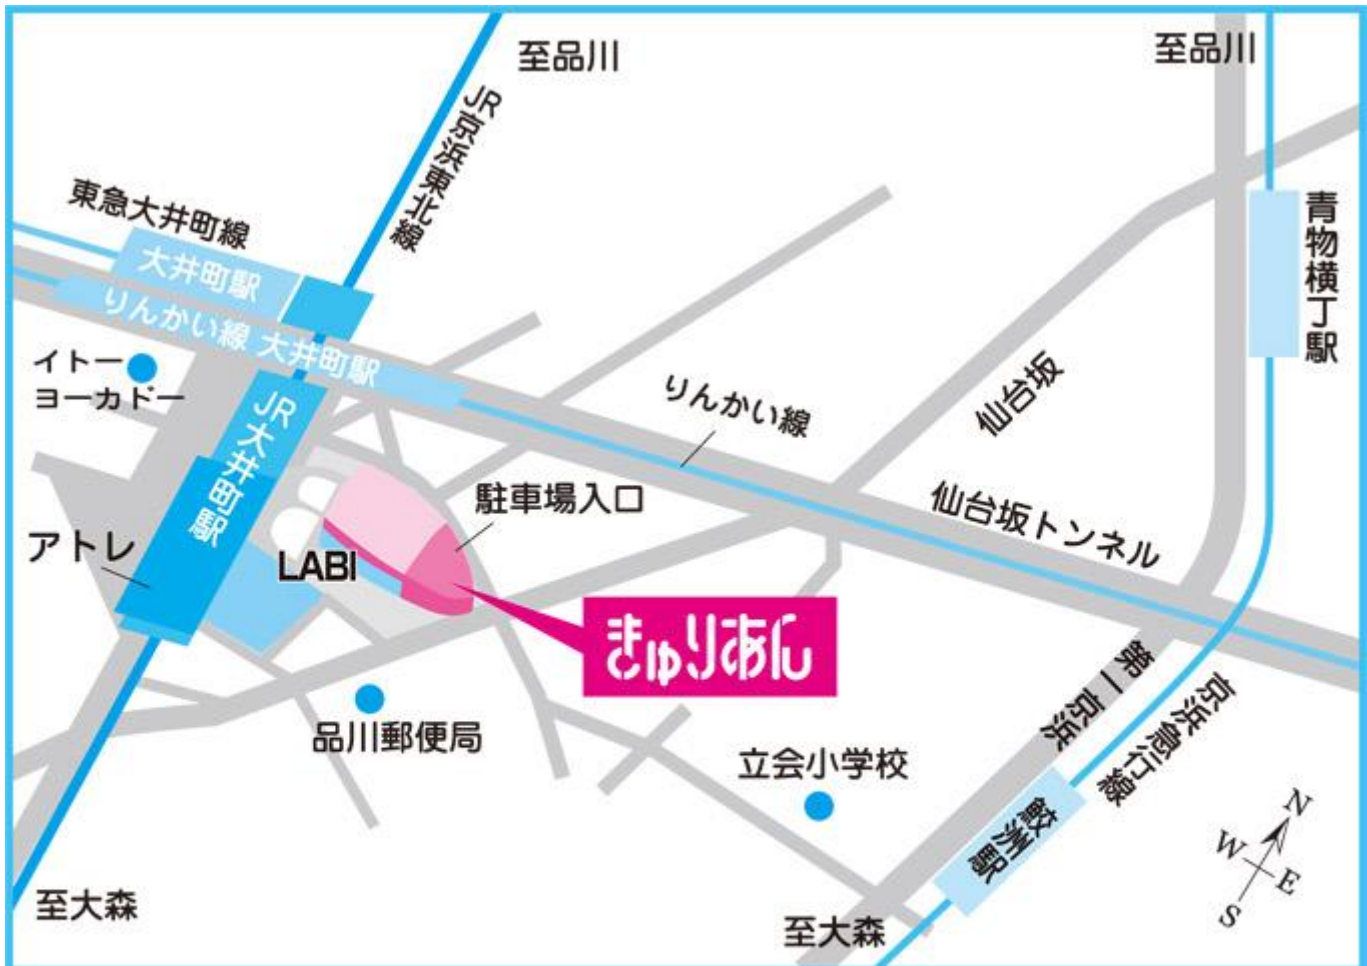 至品川
至品川
JR京浜東北線
東急大井町線
大井町駅
りんかい線 大井町駅
青物横丁駅
イトー
ヨーカドー
JR大井町駅
りんかい線
仙台坂
駐車場入口
仙台坂トンネル
アトレ
LABI
きゅりあん
第一京浜
京浜急行線
品川郵便局
立会小学校
鮫洲駅
N
W
E
S
至大森
至大森